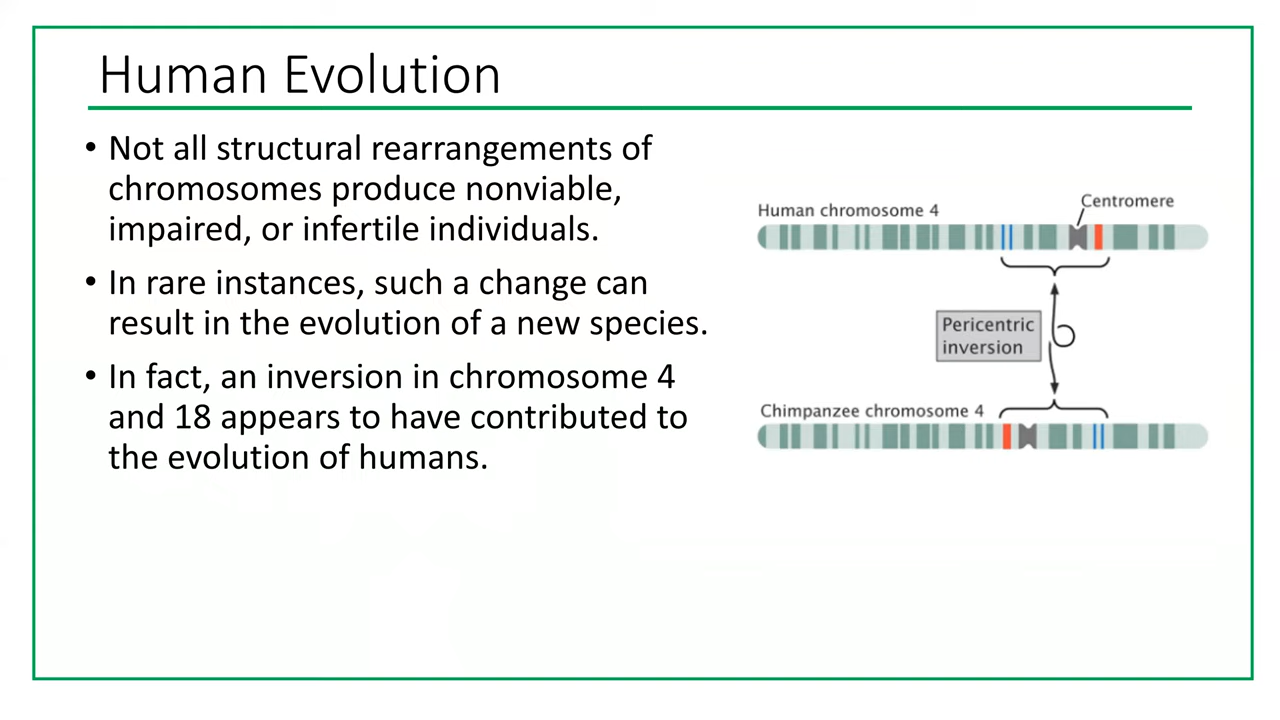 Human Evolution
• Not all structural rearrangements of
chromosomes produce nonviable,
impaired, or infertile individuals.
• In rare instances, such a change can
result in the evolution of a new species.
• In fact, an inversion in chromosome 4
and 18 appears to have contributed to
the evolution of humans.
Centromere
Human chromosome 4
Pericentric
inversion
Chimpanzee chromosome 4